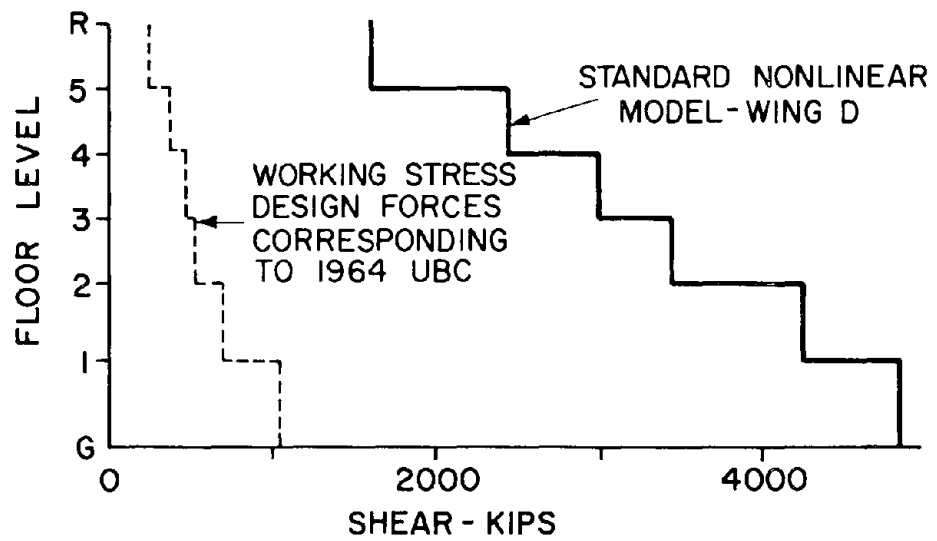 R
5
4
3
2
1
G
FLOOR LEVEL
STANDARD NONLINEAR
MODEL-WING D
WORKING STRESS
DESIGN FORCES
CORRESPONDING
TO 1964 UBC
0
2000
4000
SHEAR - KIPS